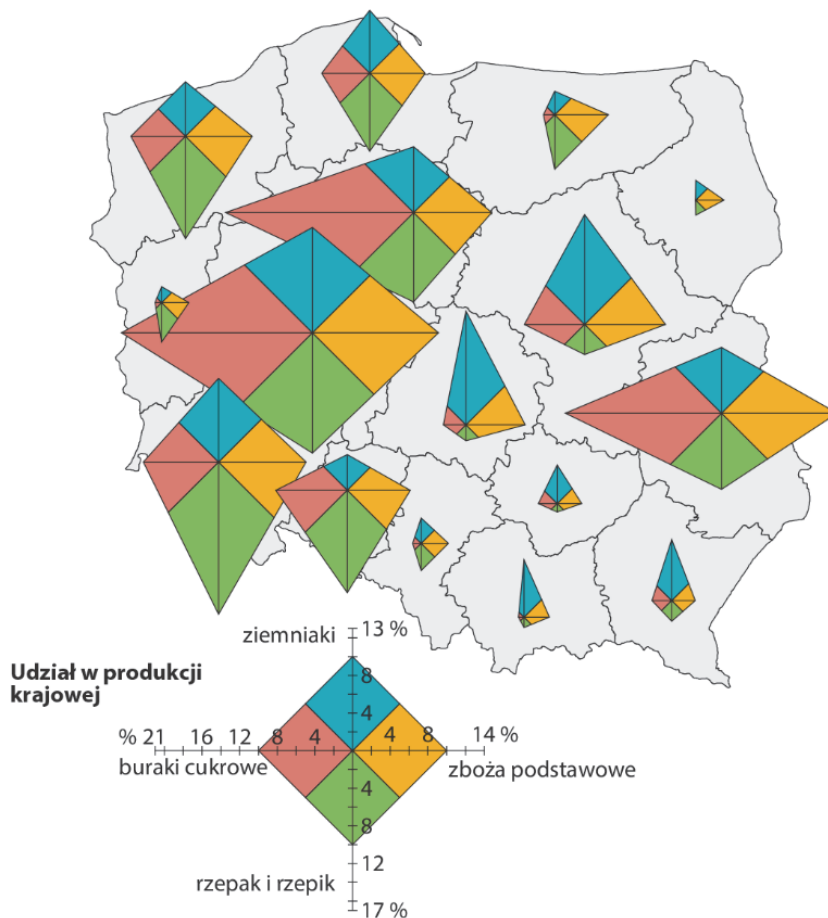 ziemniaki
13 %
Udział w produkcji
krajowej
8
4
% 21 16 12 8 4
4 8 14 %
buraki cukrowe
zboża podstawowe
4
8
12
rzepak i rzepik
17 %